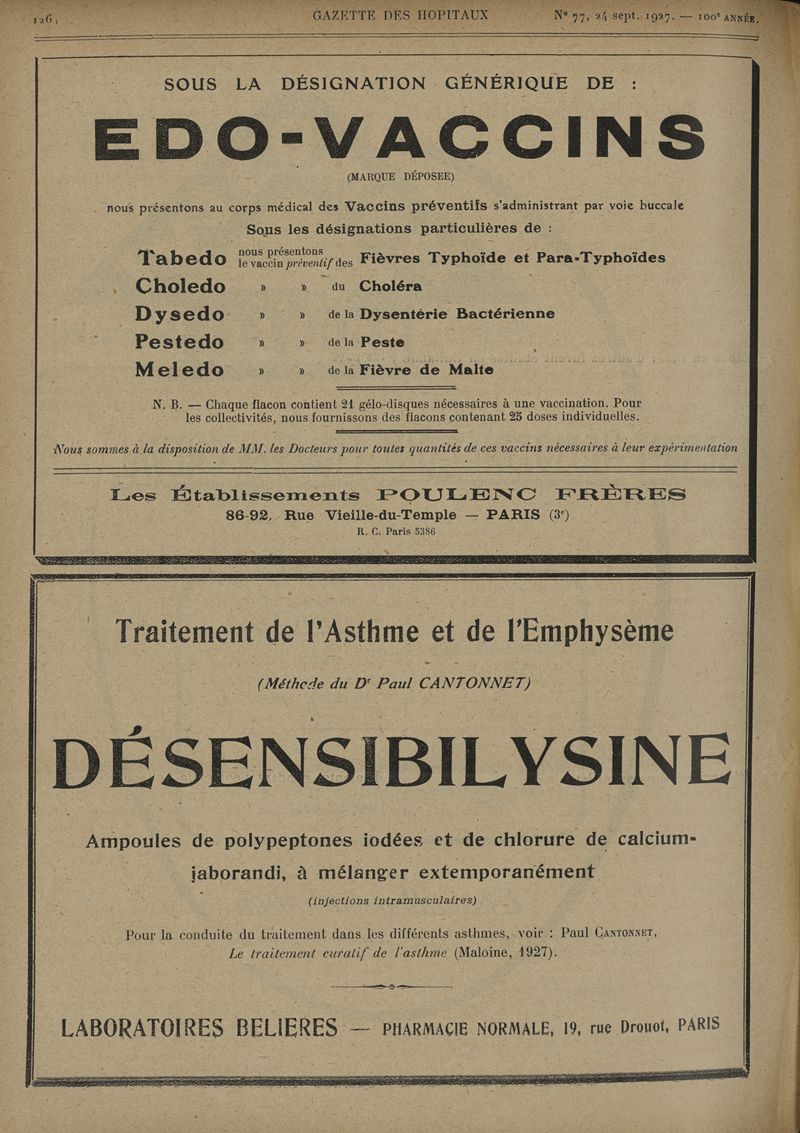 126
GAZETTE DES HOPITAUX
N° 77, 24 sept. 1927. — 100e ANNÉE.
SOUS LA DÉSIGNATION GÉNÉRIQUE DE :
EDO-VACCINS
(MARQUE DÉPOSEE)
nous présentons au corps médical des Vaccins préventifs s'administrant par voie buccale
Sous les désignations particulières de :
Tabedo nous présentons le vaccin préventif des Fièvres Typhoïde et Para-Typhoïdes
Choledo » » du Choléra
Dysedo » » de la Dysentérie Bactérienne
Pestedo » » de la Peste
Meledo » » de la Fièvre de Malte
N. B. — Chaque flacon contient 21 gélo-disques nécessaires à une vaccination. Pour
les collectivités, nous fournissons des flacons contenant 25 doses individuelles.
Nous sommes à la disposition de MM. les Docteurs pour toutes quantités de ces vaccins nécessaires à leur expérimentation
Les Établissements POULENC FRÈRES
86-92, Rue Vieille-du-Temple — PARIS (3e)
R. C. Paris 5386
Traitement de l'Asthme et de l'Emphysème
(Méthode du Dr Paul CANTONNET)
DÉSENSIBILYSINE
Ampoules de polypeptones iodées et de chlorure de calcium-
jaborandi, à mélanger extemporanément
(injections intramusculaires)
Pour la conduite du traitement dans les différents asthmes, voir : Paul CANTONNET,
Le traitement curatif de l'asthme (Maloine, 1927).
LABORATOIRES BELIERES — PHARMACIE NORMALE, 19, rue Drouot, PARIS